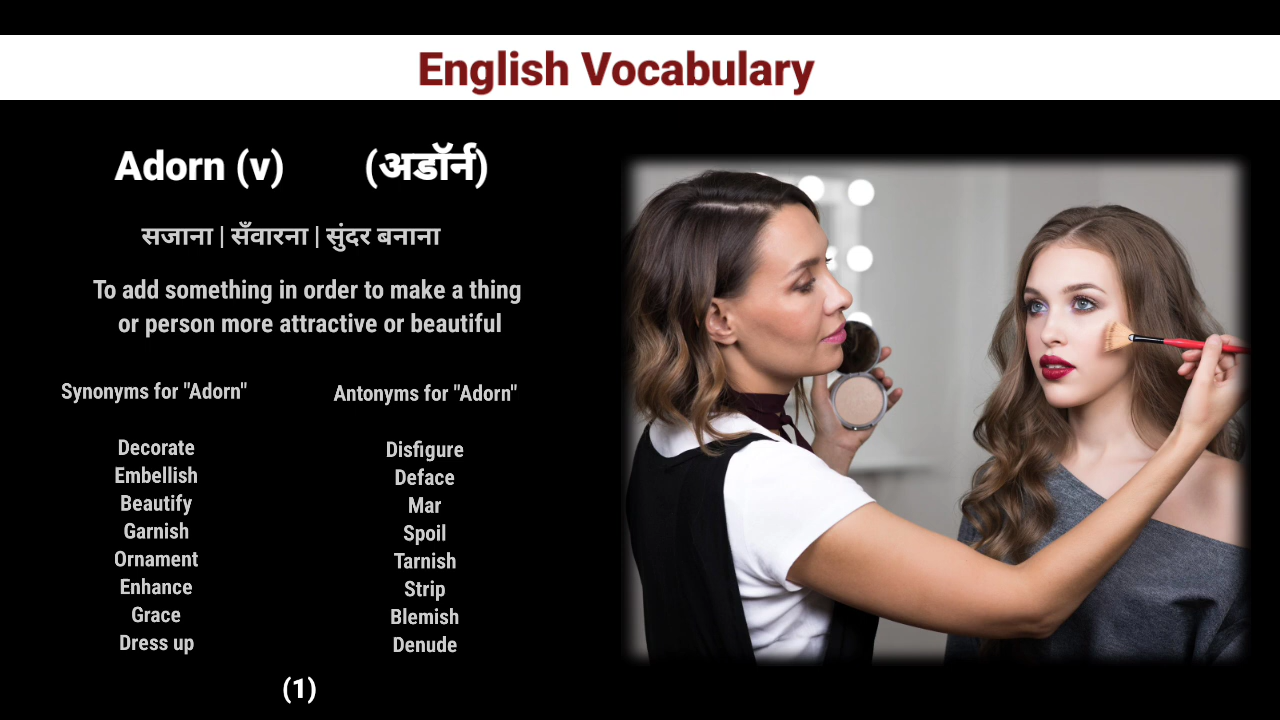 English Vocabulary
Adorn (v) (अडॉर्न)
सजाना | सँवारना | सुंदर बनाना
To add something in order to make a thing
or person more attractive or beautiful
Synonyms for "Adorn"
Decorate
Embellish
Beautify
Garnish
Ornament
Enhance
Grace
Dress up
Antonyms for "Adorn"
Disfigure
Deface
Mar
Spoil
Tarnish
Strip
Blemish
Denude
(1)